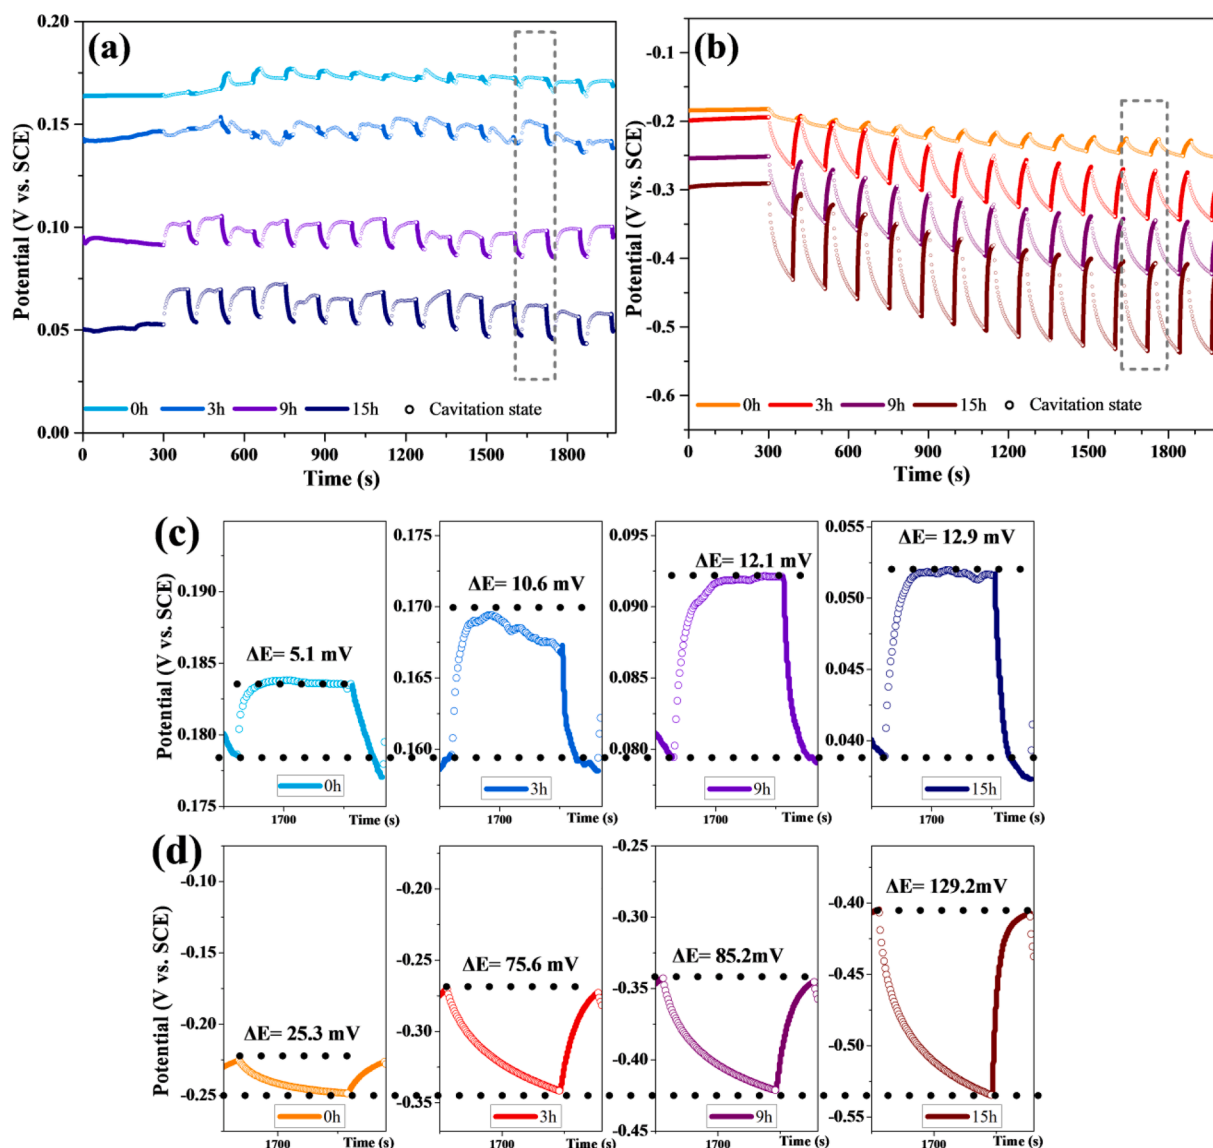 (a)
0.20
0.15
0.10
0.05
0.00
Potential (V vs. SCE)
0h 3h 9h 15h Cavitation state
0 300 600 900 1200 1500 1800
Time (s)
(b)
-0.1
-0.2
-0.3
-0.4
-0.5
-0.6
Potential (V vs. SCE)
0h 3h 9h 15h Cavitation state
0 300 600 900 1200 1500 1800
Time (s)
(c)
Potential (V vs. SCE)
0.190
0.185
0.180
0.175
ΔE= 5.1 mV
0h
1700 Time (s)
0.175
0.170
0.165
0.160
ΔE= 10.6 mV
3h
1700 Time (s)
0.095
0.090
0.085
0.080
ΔE= 12.1 mV
9h
1700 Time (s)
0.055
0.050
0.045
0.040
ΔE= 12.9 mV
15h
1700 Time (s)
(d)
Potential (V vs. SCE)
-0.10
-0.15
-0.20
-0.25
ΔE= 25.3 mV
0h
1700 Time (s)
-0.20
-0.25
-0.30
-0.35
ΔE= 75.6 mV
3h
1700 Time (s)
-0.25
-0.30
-0.35
-0.40
-0.45
ΔE= 85.2mV
9h
1700 Time (s)
-0.40
-0.45
-0.50
-0.55
ΔE= 129.2mV
15h
1700 Time (s)